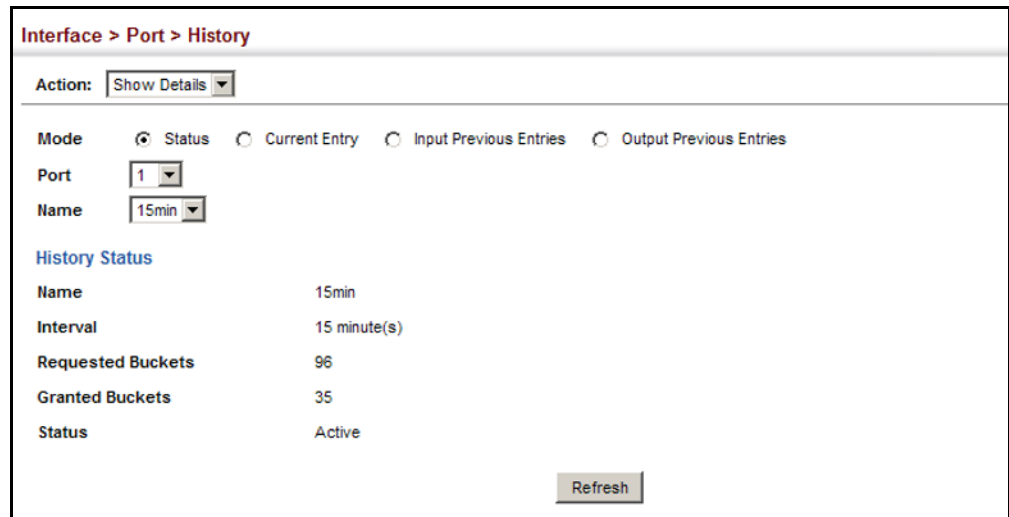 Interface > Port > History
Action: Show Details
Mode Status Current Entry Input Previous Entries Output Previous Entries
Port 1
Name 15min
History Status
Name 15min
Interval 15 minute(s)
Requested Buckets 96
Granted Buckets 35
Status Active
Refresh